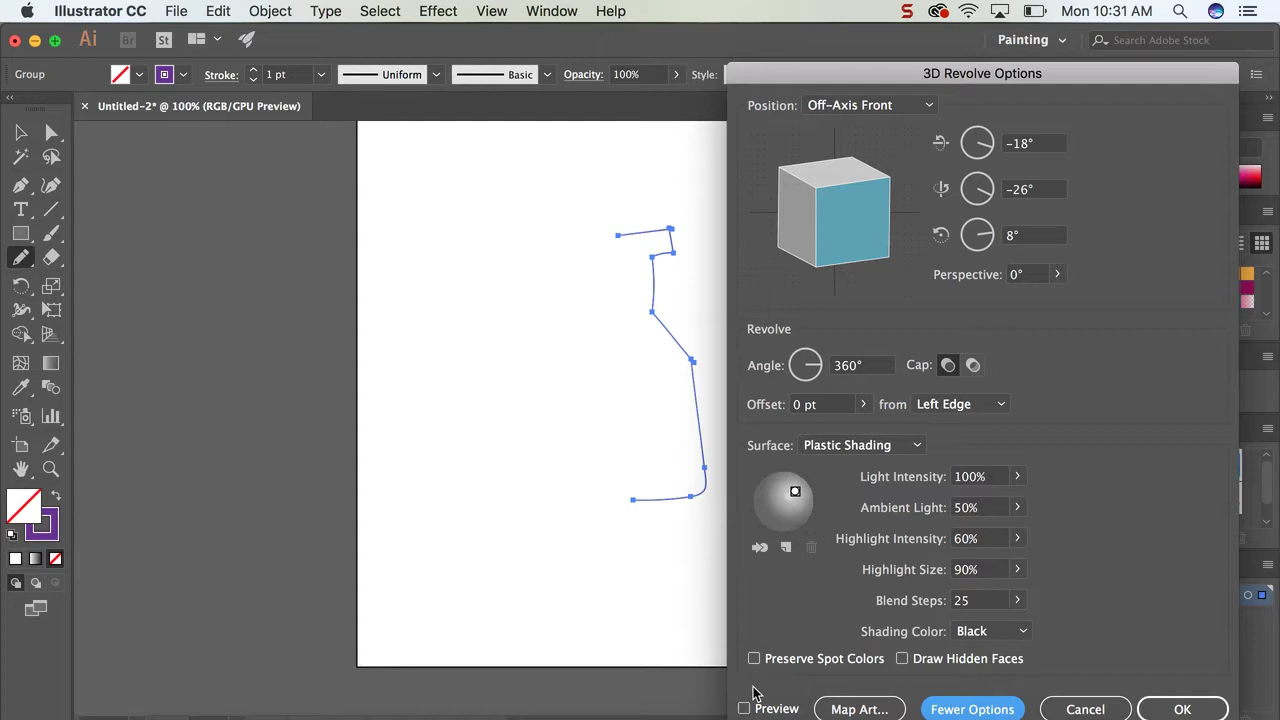 Illustrator CC File Edit Object Type Select Effect View Window Help Mon 10:31 AM
Ai Br St Painting Search Adobe Stock
Group Stroke: 1 pt Uniform Basic Opacity: 100% Style:
3D Revolve Options
× Untitled-2* @ 100% (RGB/GPU Preview)
Position: Off-Axis Front
-18°
-26°
8°
Perspective: 0°
Revolve
Angle: 360° Cap:
Offset: 0 pt from Left Edge
Surface: Plastic Shading
Light Intensity: 100%
Ambient Light: 50%
Highlight Intensity: 60%
Highlight Size: 90%
Blend Steps: 25
Shading Color: Black
Preserve Spot Colors Draw Hidden Faces
Preview Map Art... Fewer Options Cancel OK